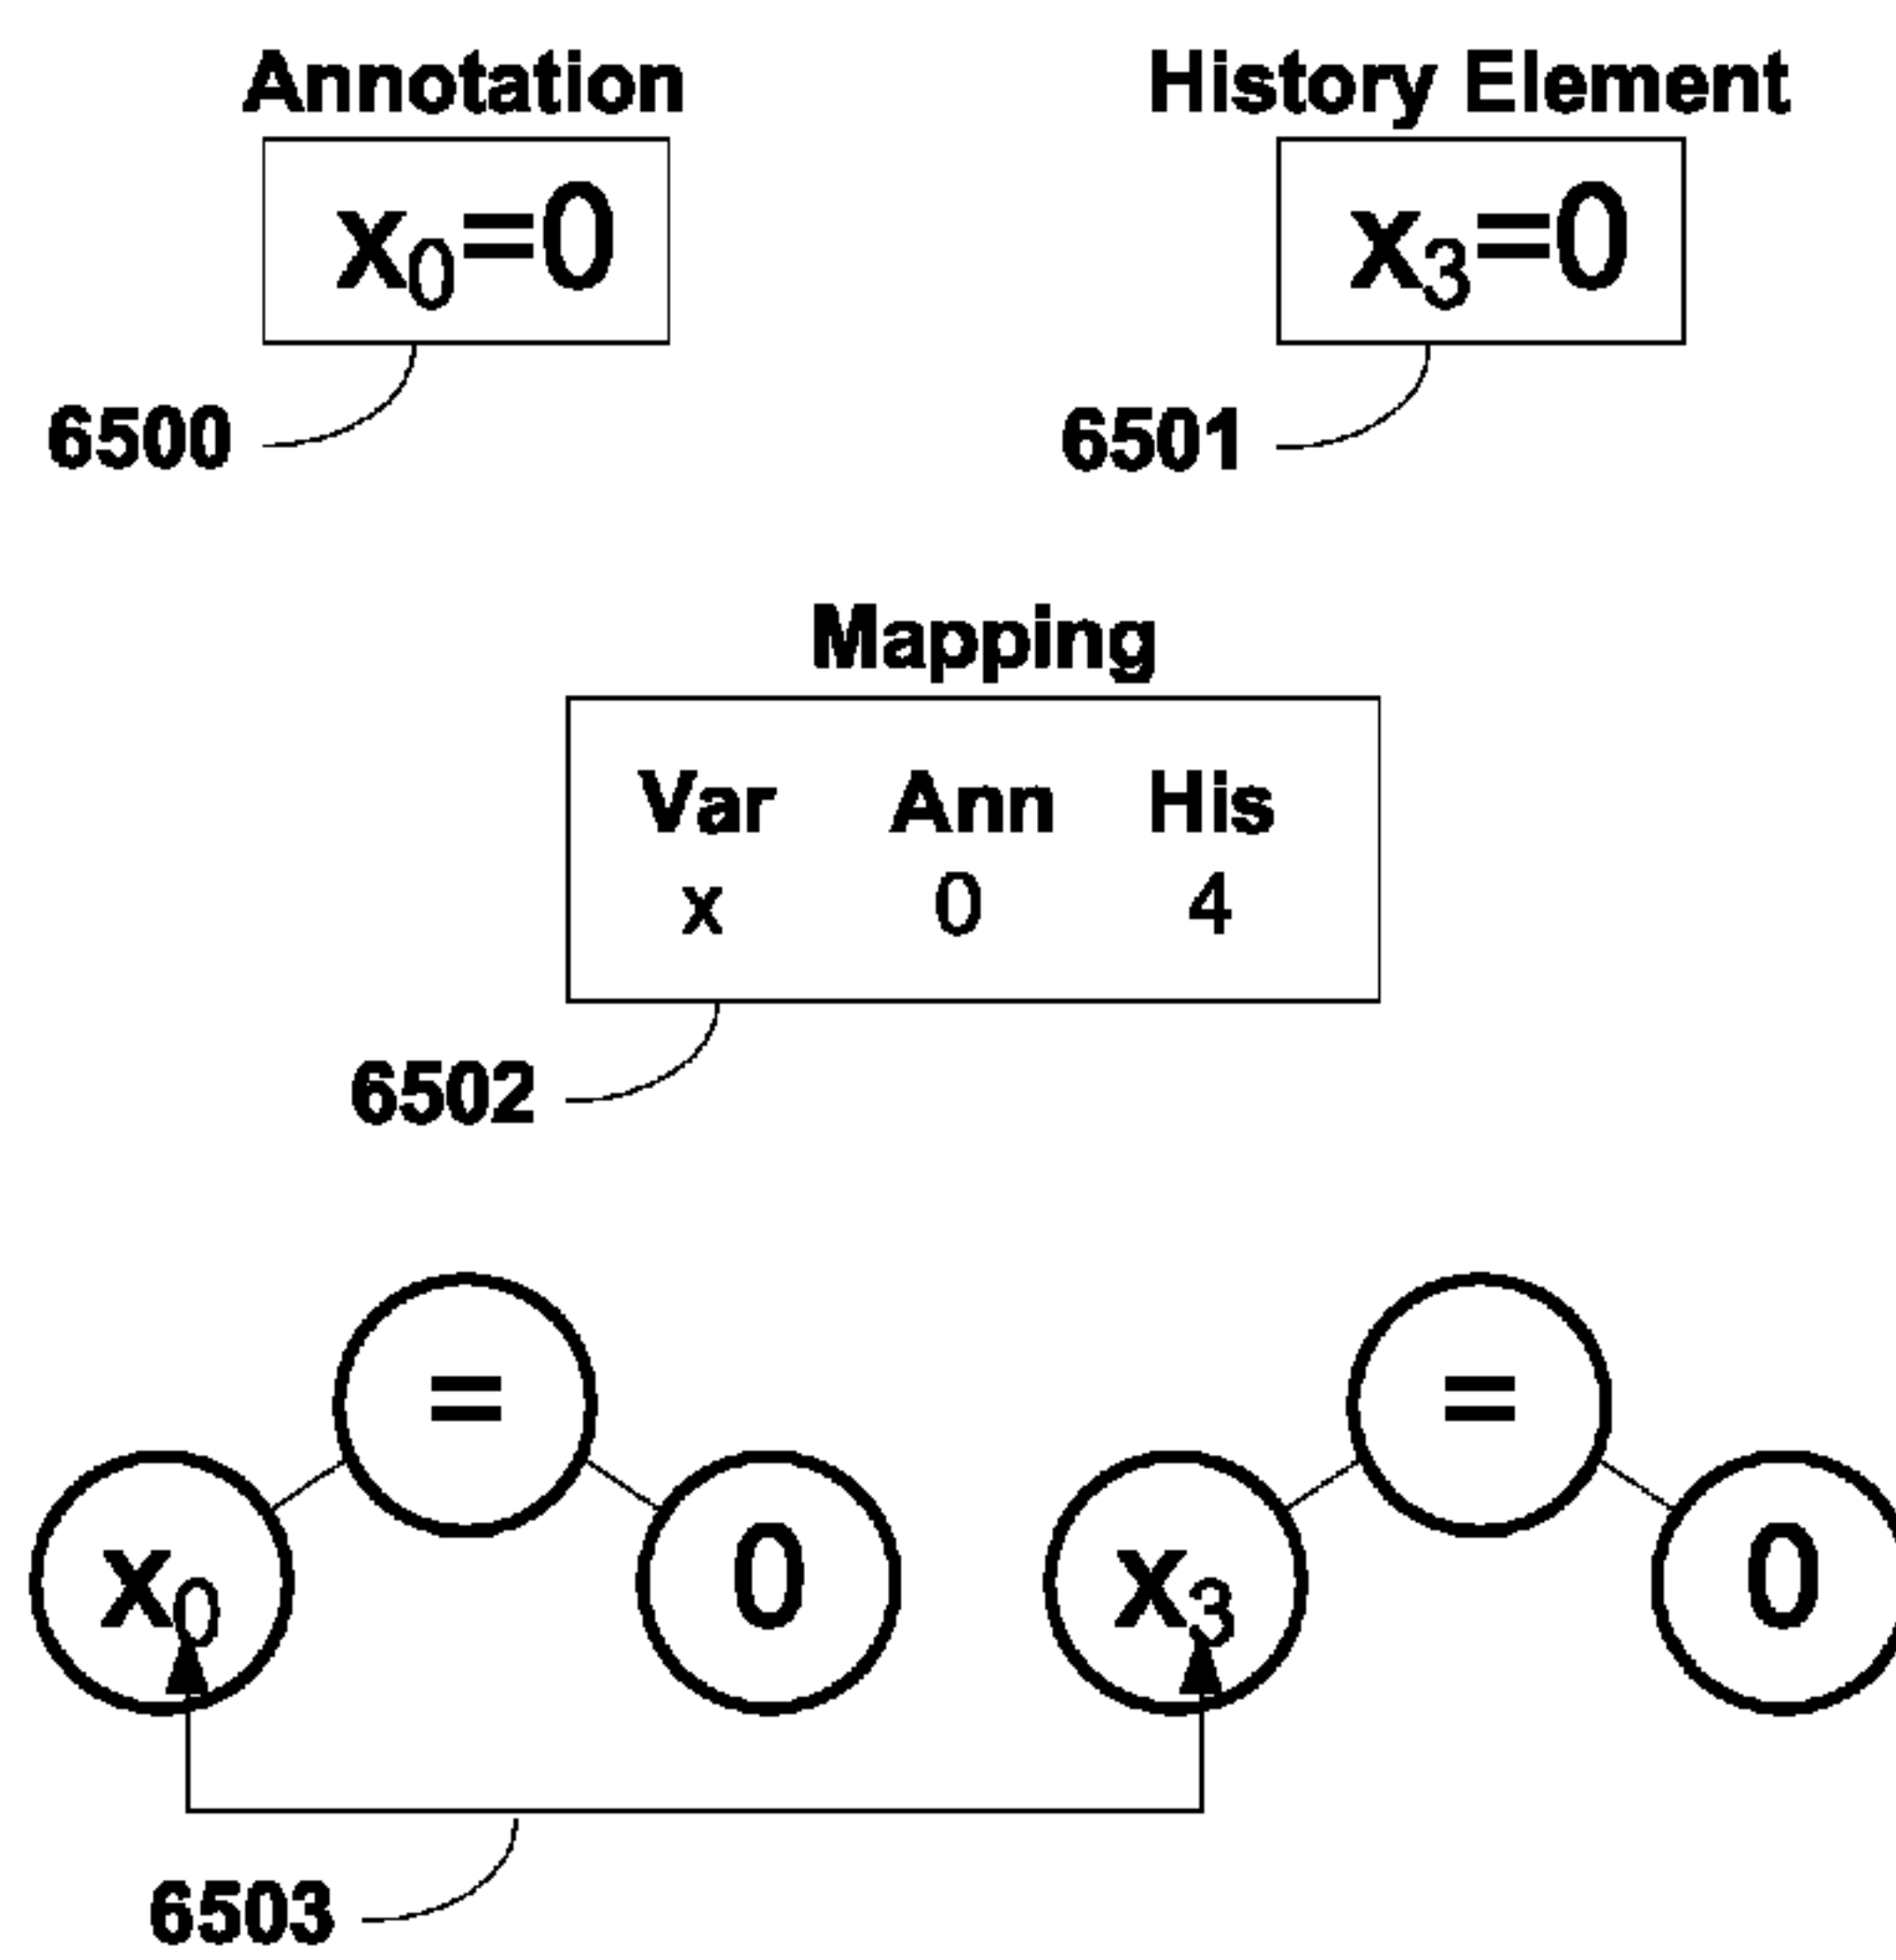 Annotation History Element
x₀=0 x₃=0
6500 6501
Mapping
Var Ann His
x 0 4
6502
= =
x₀ 0 x₃ 0
6503